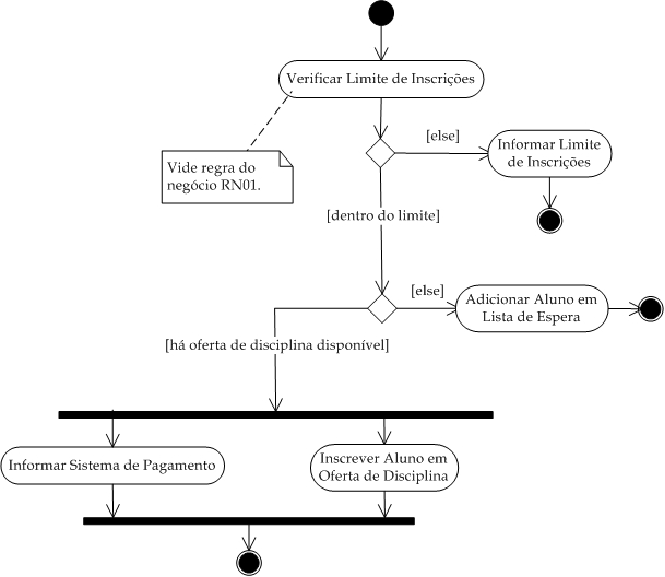 Verificar Limite de Inscrições
[else]
Informar Limite
de Inscrições
Vide regra do
negócio RN01.
[dentro do limite]
[else]
Adicionar Aluno em
Lista de Espera
[há oferta de disciplina disponível]
Informar Sistema de Pagamento
Inscrever Aluno em
Oferta de Disciplina